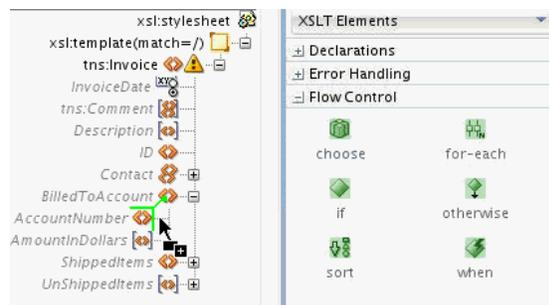 xsl:stylesheet
xsl:template(match=/)
tns:Invoice
InvoiceDate
tns:Comment
Description
ID
Contact
BilledToAccount
AccountNumber
AmountInDollars
ShippedItems
UnShippedItems
XSLT Elements
Declarations
Error Handling
Flow Control
choose
for-each
if
otherwise
sort
when